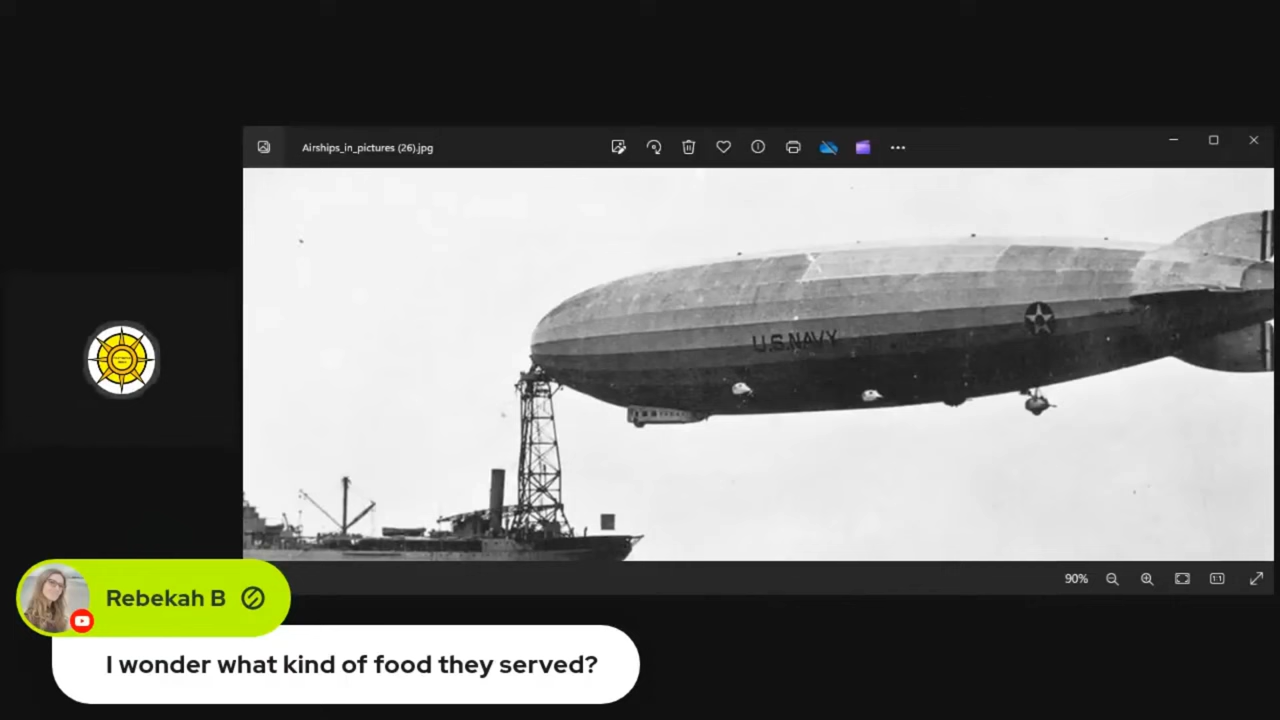 Airships_in_pictures (26).jpg
U.S.NAVY
90%
Rebekah B
I wonder what kind of food they served?